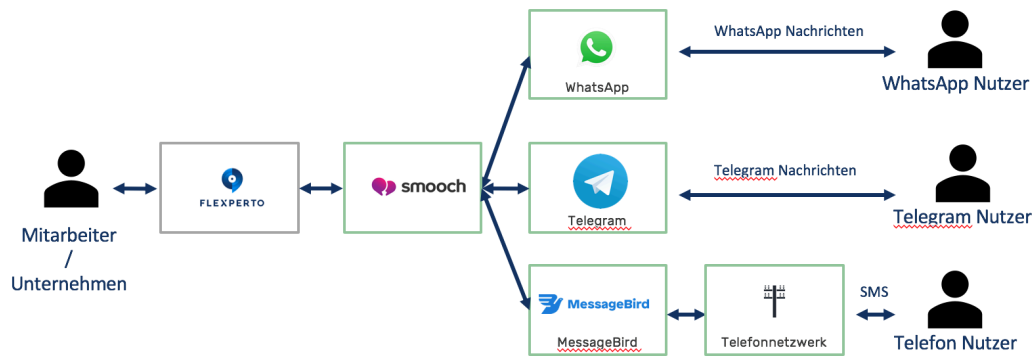 WhatsApp Nachrichten
WhatsApp
WhatsApp Nutzer
FLEXPERTO
smooch
Mitarbeiter
/
Unternehmen
Telegram Nachrichten
Telegram
Telegram Nutzer
MessageBird
MessageBird
Telefonnetzwerk
SMS
Telefon Nutzer